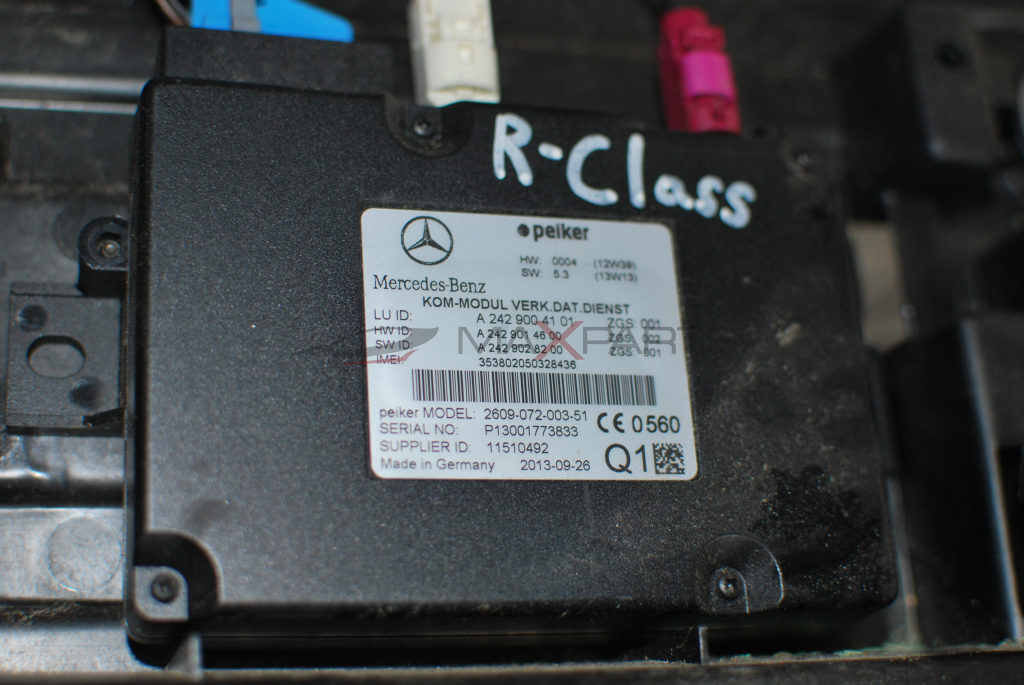 R-Class
peiker
HW: 0004 (12W39)
SW: 5.3 (13W13)
Mercedes-Benz
KOM-MODUL VERK.DAT.DIENST
LU ID: A 242 900 41 01 ZGS 001
HW ID: A 242 901 46 00 ZGS 002
SW ID: A 242 902 82 00 ZGS 001
IMEI: 353802050328436
MAXPART
peiker MODEL: 2609-072-003-51
SERIAL NO: P13001773833
CE 0560
SUPPLIER ID: 11510492
Made in Germany 2013-09-26
Q1